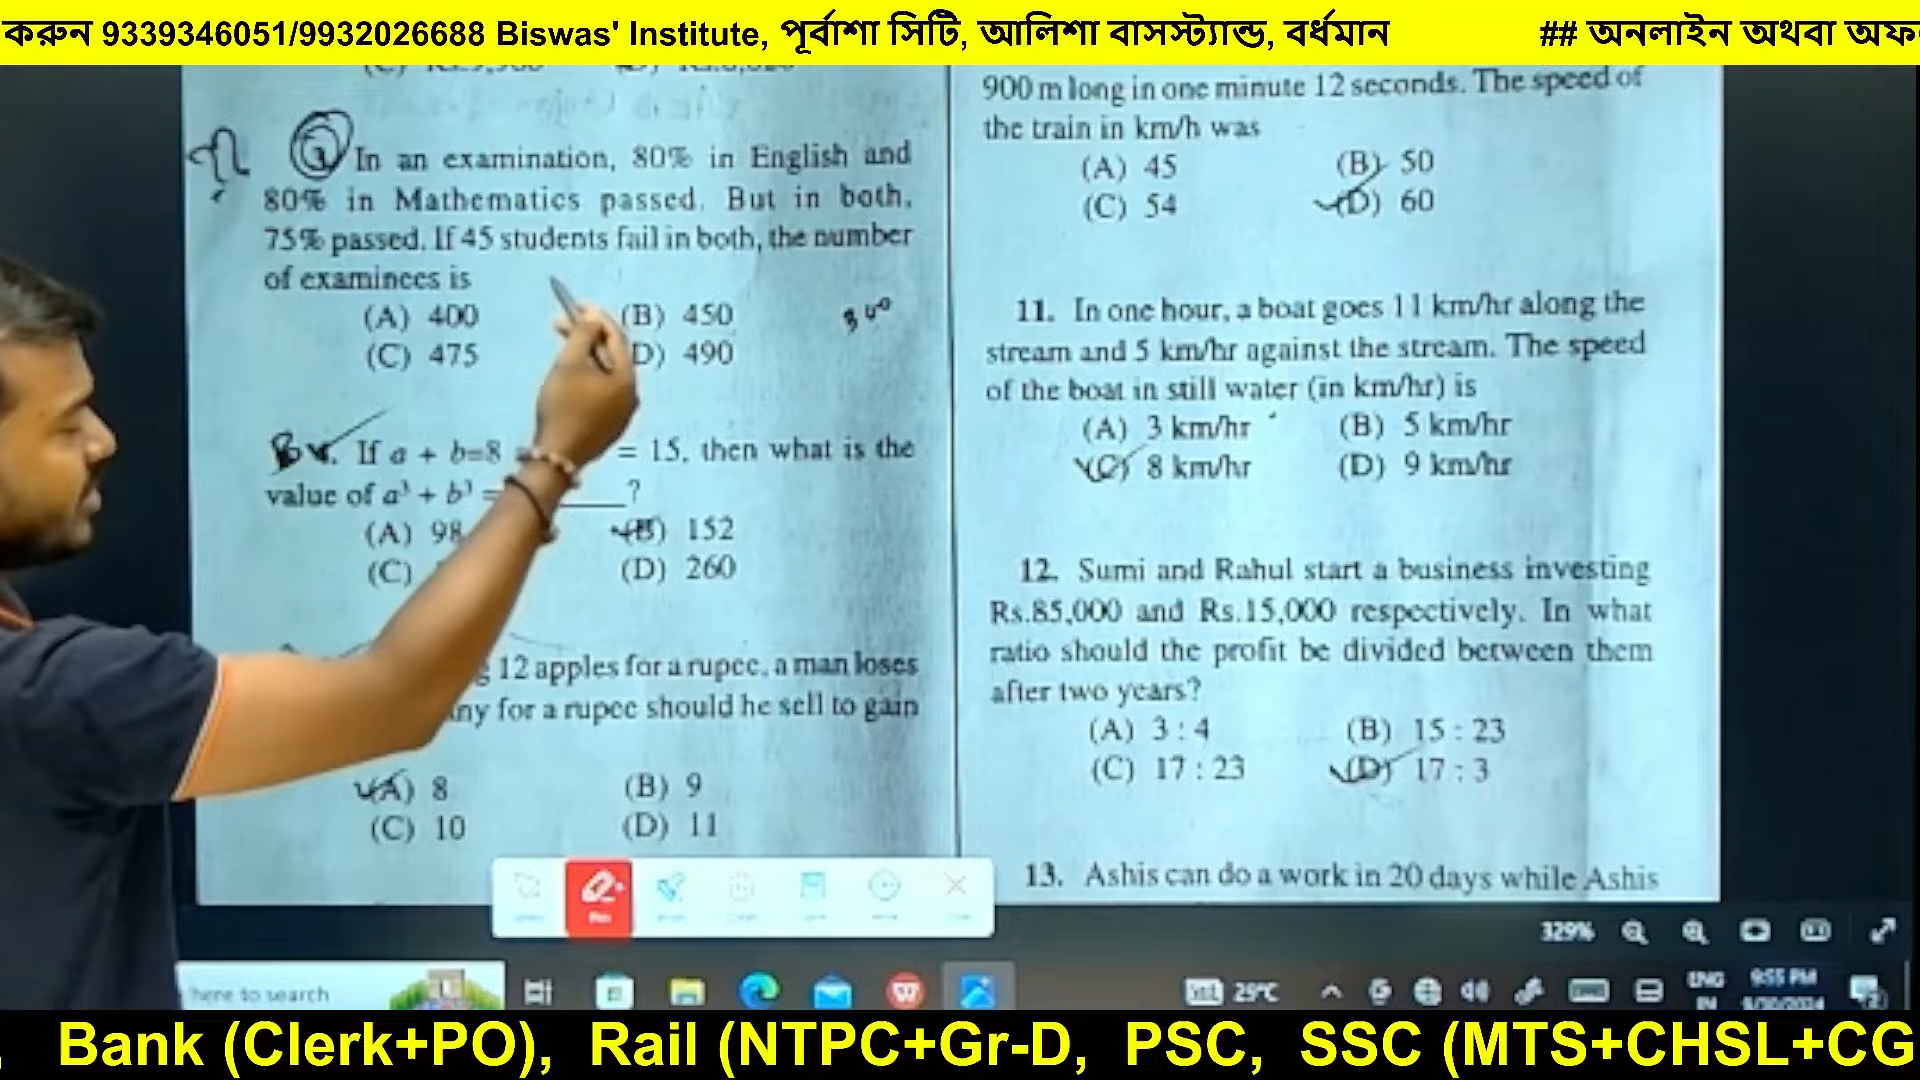 করুন 9339346051/9932026688 Biswas' Institute, পূর্বাশা সিটি, আলিশা বাসস্ট্যান্ড, বর্ধমান ## অনলাইন অথবা
In an examination, 80% in English and
80% in Mathematics passed. But in both,
75% passed. If 45 students fail in both, the number
of examinees is
(A) 400 (B) 450
(C) 475 D) 490
If a + b=8 = 15, then what is the
value of a³ + b³ = ____?
(A) 98 (B) 152
(C) (D) 260
12 apples for a rupee, a man loses
ny for a rupee should he sell to gain
(A) 8 (B) 9
(C) 10 (D) 11
900 m long in one minute 12 seconds. The speed of
the train in km/h was
(A) 45 (B) 50
(C) 54 (D) 60
11. In one hour, a boat goes 11 km/hr along the
stream and 5 km/hr against the stream. The speed
of the boat in still water (in km/hr) is
(A) 3 km/hr (B) 5 km/hr
(C) 8 km/hr (D) 9 km/hr
12. Sumi and Rahul start a business investing
Rs.85,000 and Rs.15,000 respectively. In what
ratio should the profit be divided between them
after two years?
(A) 3 : 4 (B) 15 : 23
(C) 17 : 23 (D) 17 : 3
13. Ashis can do a work in 20 days while Ashis
329%
here to search 29°C ENG 9:55 PM
Bank (Clerk+PO), Rail (NTPC+Gr-D, PSC, SSC (MTS+CHSL+CG